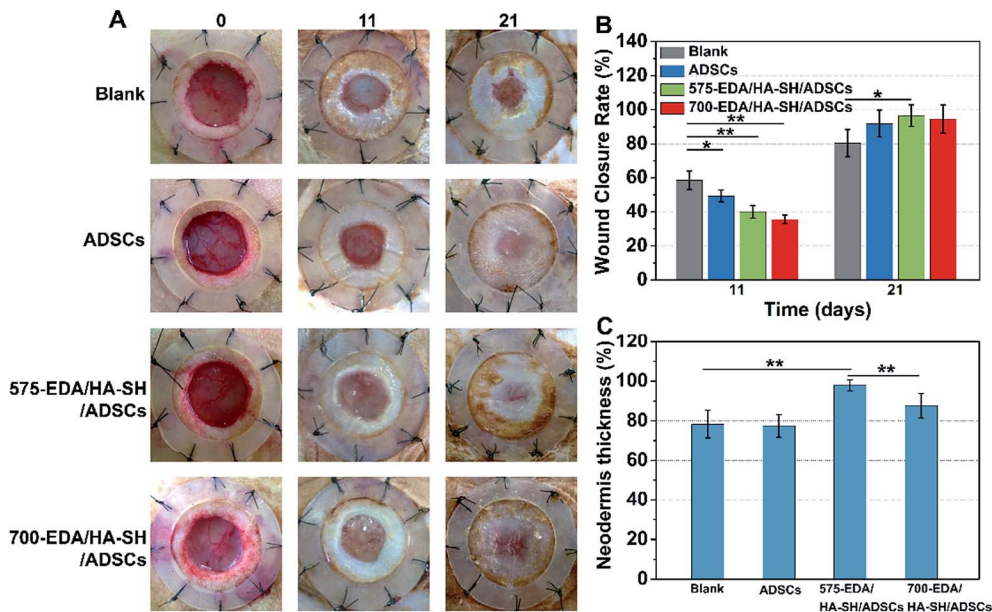 A
0 11 21
Blank
ADSCs
575-EDA/HA-SH
/ADSCs
700-EDA/HA-SH
/ADSCs
B
Wound Closure Rate (%)
140
120
100
80
60
40
20
0
Blank
ADSCs
575-EDA/HA-SH/ADSCs
700-EDA/HA-SH/ADSCs
**
**
*
*
11 21
Time (days)
C
Neodermis thickness (%)
120
100
80
60
40
20
0
** **
Blank ADSCs 575-EDA/ 700-EDA/
HA-SH/ADSCs HA-SH/ADSCs